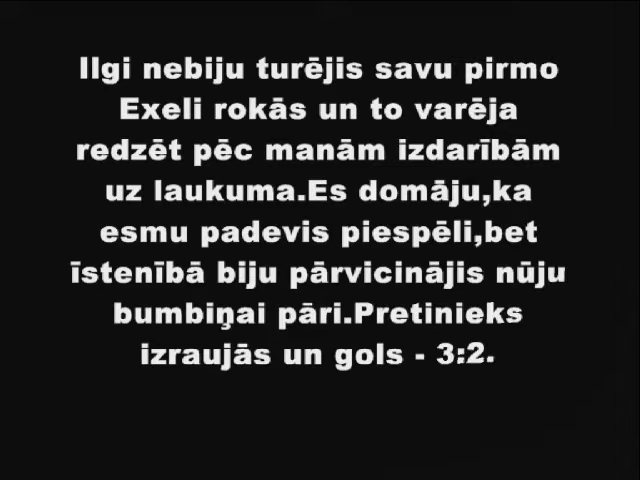 Ilgi nebiju turējis savu pirmo
Exeli rokās un to varēja
redzēt pēc manām izdarībām
uz laukuma.Es domāju,ka
esmu padevis piespēli,bet
īstenībā biju pārvicinājis nūju
bumbiņai pāri.Pretinieks
izraujās un gols - 3:2.